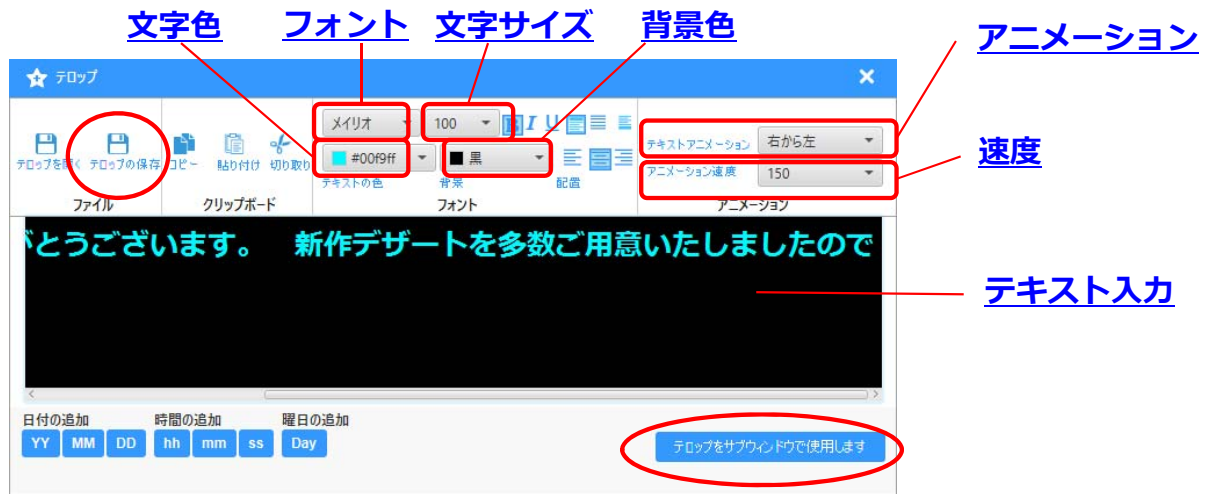 文字色 フォント 文字サイズ 背景色
アニメーション
テロップ
メイリオ 100 B I U
テロップを開く テロップの保存 コピー 貼り付け 切り取り
テキストアニメーション 右から左
#00f9ff 黒
速度
アニメーション速度 150
テキストの色 背景 配置
ファイル クリップボード フォント アニメーション
がとうございます。 新作デザートを多数ご用意いたしましたので
テキスト入力
日付の追加 時間の追加 曜日の追加
YY MM DD hh mm ss Day
テロップをサブウィンドウで使用します